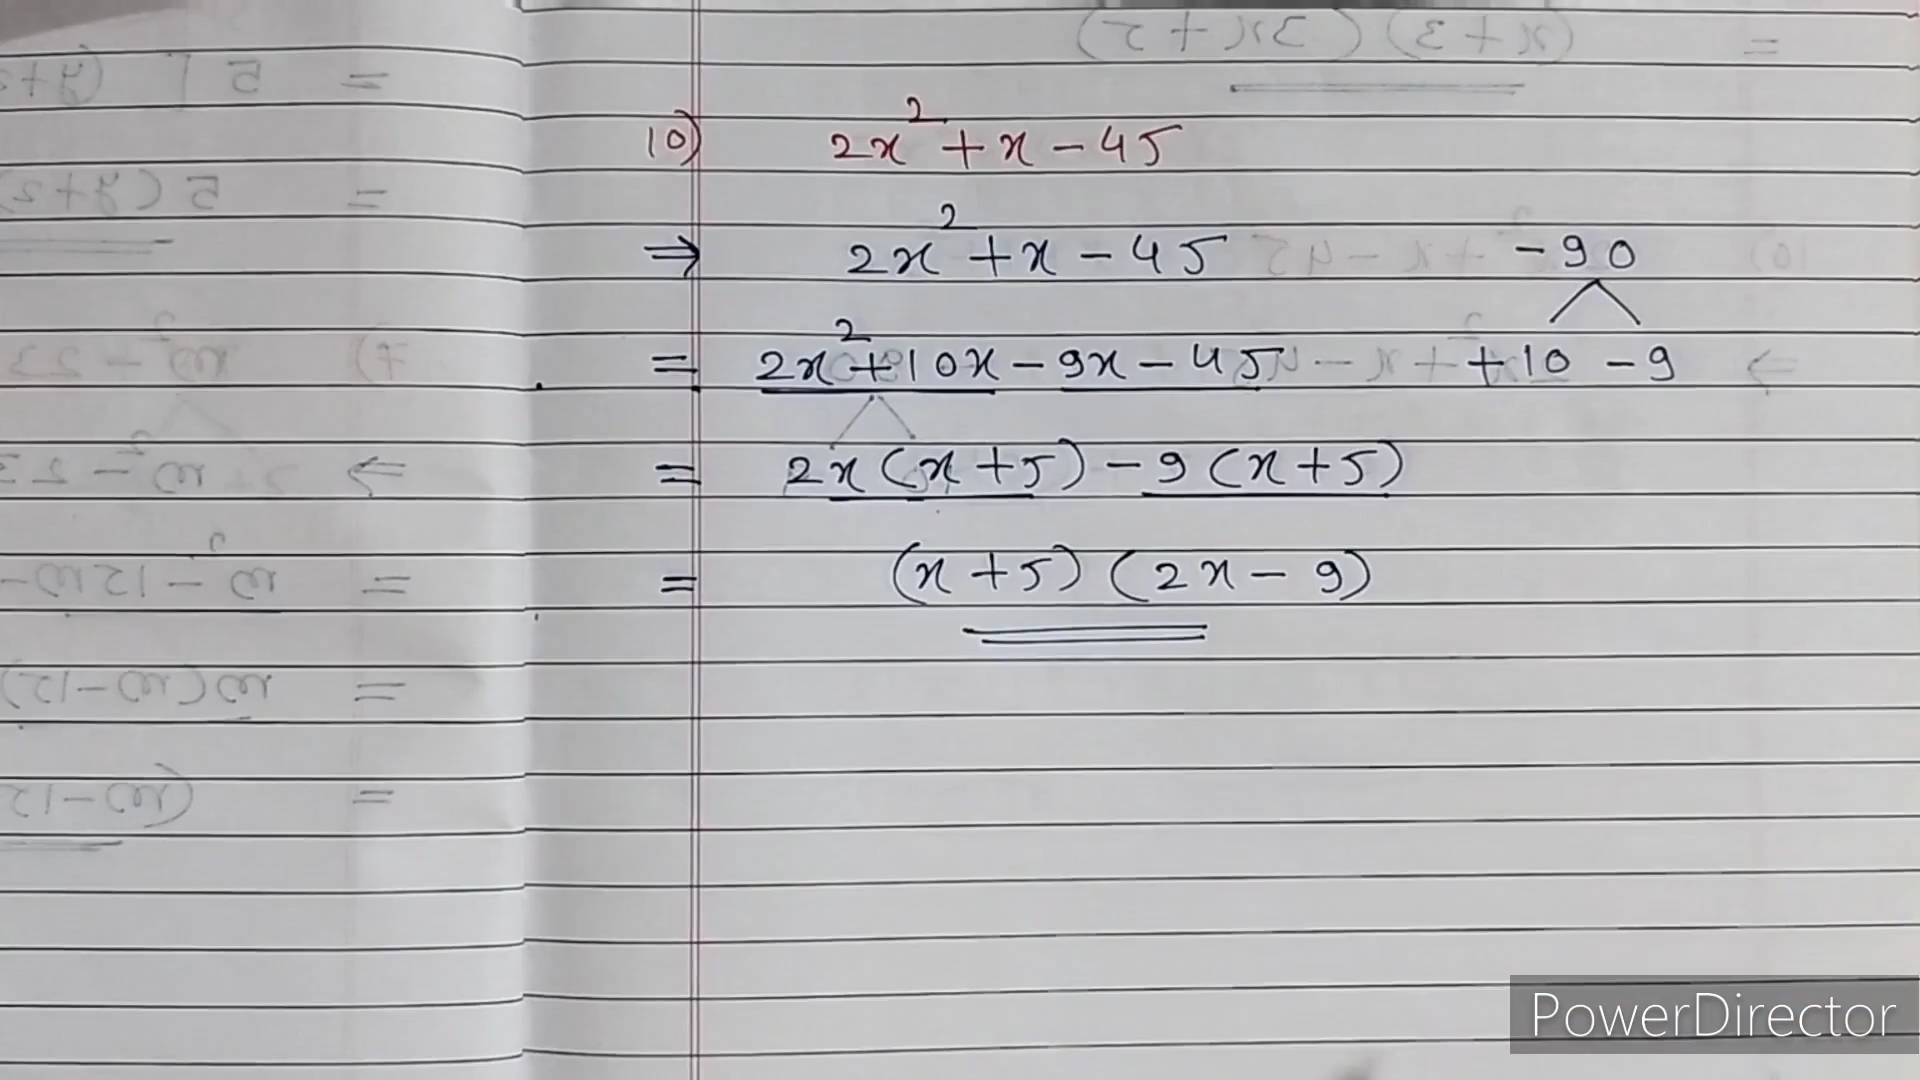 10) 2x² + x - 45
⇒ 2x² + x - 45 -90
= 2x² + 10x - 9x - 45 +10 -9
= 2x(x+5) - 9(x+5)
= (x+5)(2x-9)
PowerDirector